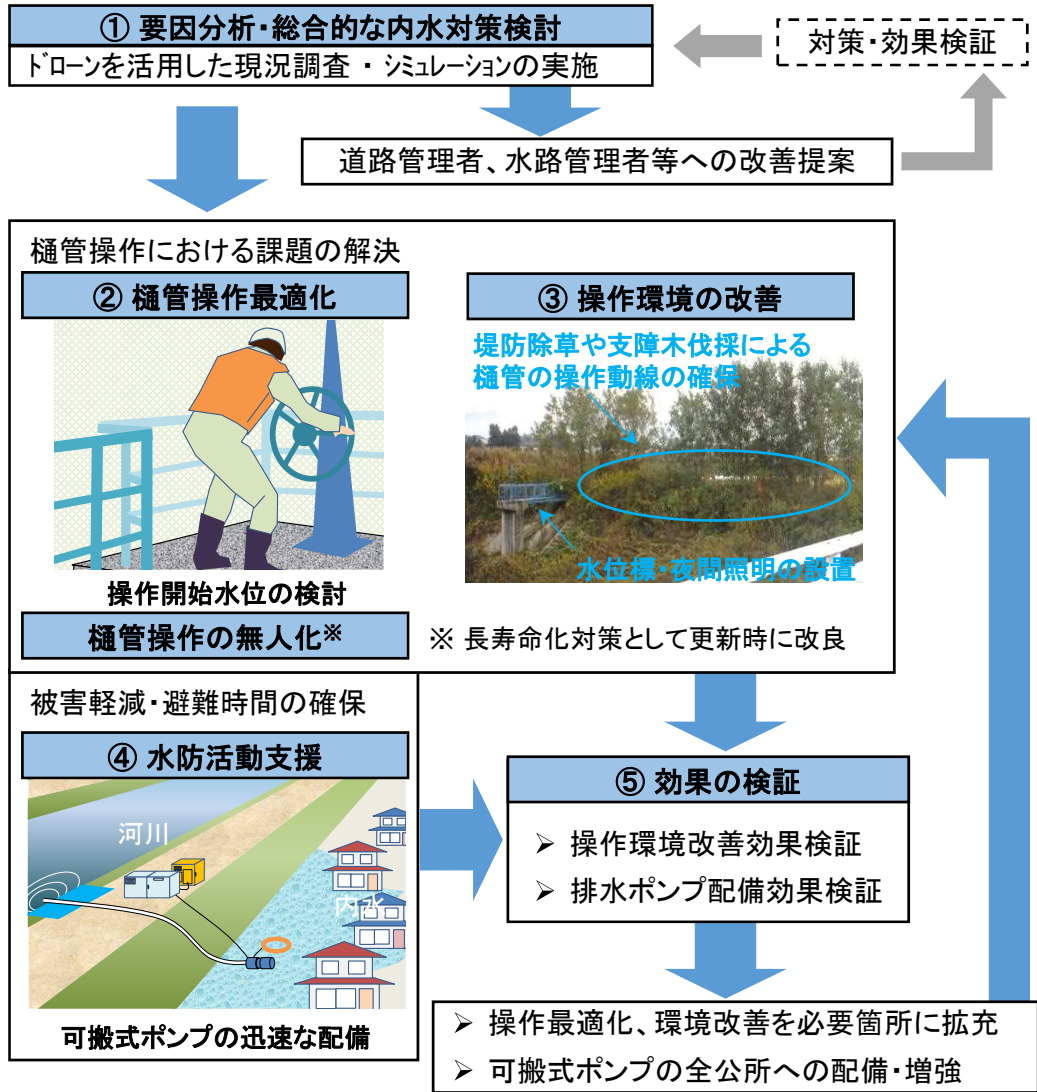 ① 要因分析・総合的な内水対策検討
ﾄﾞﾛｰﾝを活用した現況調査 ・ ｼﾐｭﾚｰｼｮﾝの実施
対策・効果検証
道路管理者、水路管理者等への改善提案
樋管操作における課題の解決
② 樋管操作最適化
操作開始水位の検討
樋管操作の無人化※
③ 操作環境の改善
堤防除草や支障木伐採による
樋管の操作動線の確保
水位標・夜間照明の設置
※ 長寿命化対策として更新時に改良
被害軽減・避難時間の確保
④ 水防活動支援
河川
内水
可搬式ポンプの迅速な配備
⑤ 効果の検証
➢ 操作環境改善効果検証
➢ 排水ポンプ配備効果検証
➢ 操作最適化、環境改善を必要箇所に拡充
➢ 可搬式ポンプの全公所への配備・増強